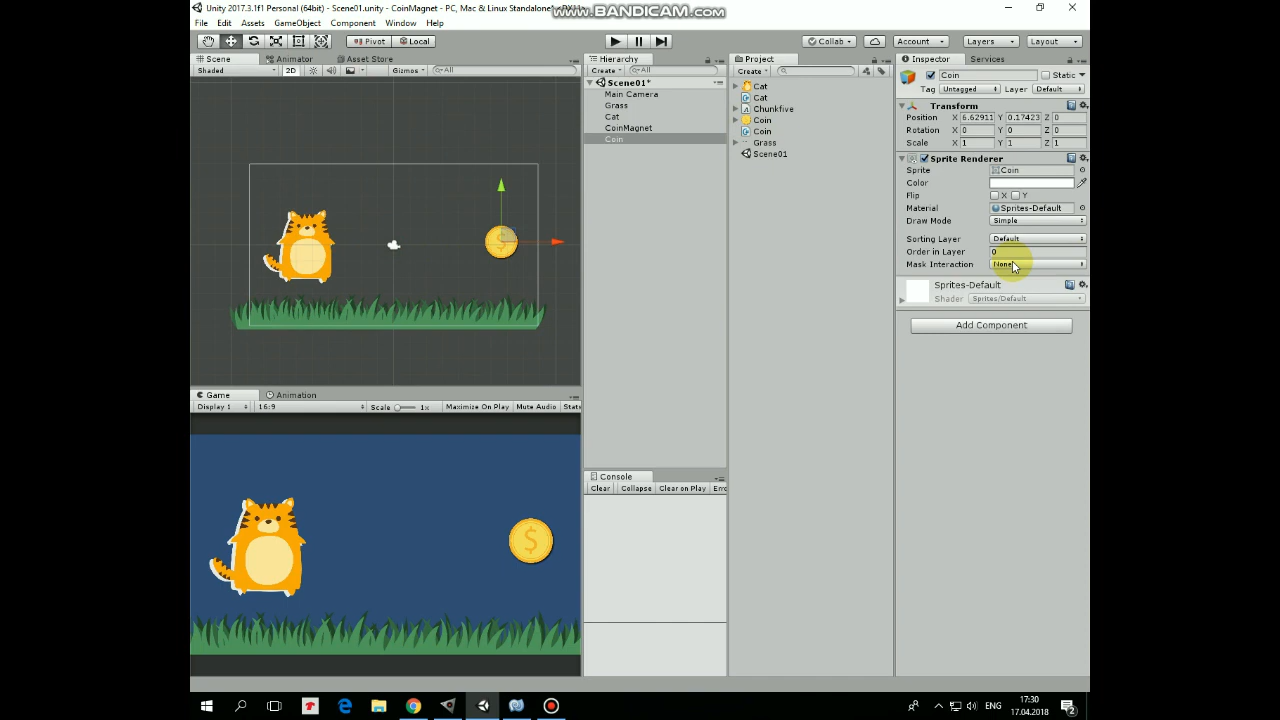 Unity 2017.3.1f1 Personal (64bit) - Scene01.unity - CoinMagnet - PC, Mac & Linux Standalone
www.BANDICAM.com
File Edit Assets GameObject Component Window Help
Pivot Local Collab Account Layers Layout
Scene Animator Asset Store
Shaded 2D Gizmos All
Hierarchy
Create All
Scene01*
Main Camera
Grass
Cat
CoinMagnet
Coin
Project
Create
Cat
Cat
Chunkfive
Coin
Coin
Grass
Scene01
Inspector Services
Coin Static
Tag Untagged Layer Default
Transform
Position X 6.62911 Y 0.17423 Z 0
Rotation X 0 Y 0 Z 0
Scale X 1 Y 1 Z 1
Sprite Renderer
Sprite Coin
Color
Flip X Y
Material Sprites-Default
Draw Mode Simple
Sorting Layer Default
Order in Layer 0
Mask Interaction None
Sprites-Default
Shader Sprites/Default
Add Component
Game Animation
Display 1 16:9 Scale 1x Maximize On Play Mute Audio Stat
Console
Clear Collapse Clear on Play Erro
$
$
ENG
17:30
17.04.2018
2